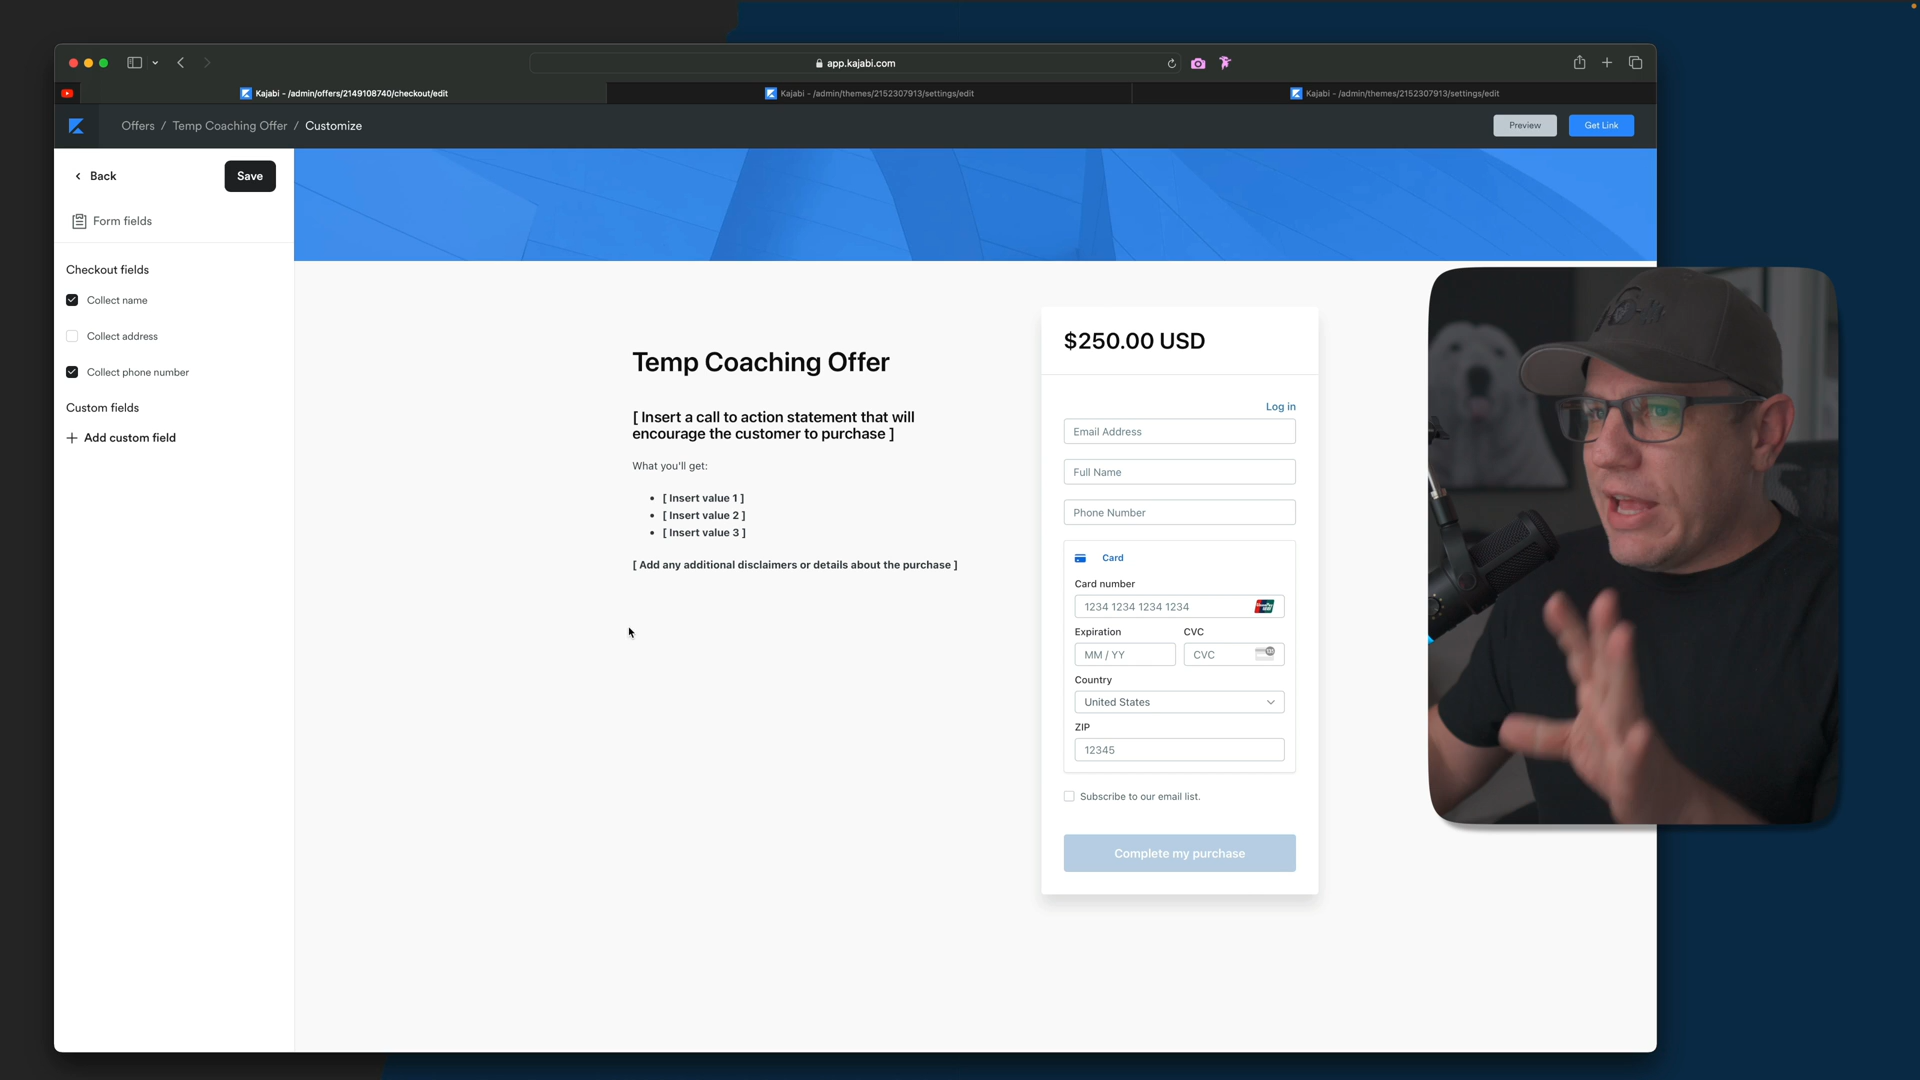 app.kajabi.com
Kajabi - /admin/offers/2149108740/checkout/edit
Kajabi - /admin/themes/2152307913/settings/edit
Kajabi - /admin/themes/2152307913/settings/edit
Offers / Temp Coaching Offer / Customize
Preview
Get Link
Back
Save
Form fields
Checkout fields
Collect name
Collect address
Collect phone number
Custom fields
Add custom field
Temp Coaching Offer
[ Insert a call to action statement that will
encourage the customer to purchase ]
What you'll get:
[ Insert value 1 ]
[ Insert value 2 ]
[ Insert value 3 ]
[ Add any additional disclaimers or details about the purchase ]
$250.00 USD
Log in
Email Address
Full Name
Phone Number
Card
Card number
1234 1234 1234 1234
Expiration
CVC
MM / YY
CVC
Country
United States
ZIP
12345
Subscribe to our email list.
Complete my purchase